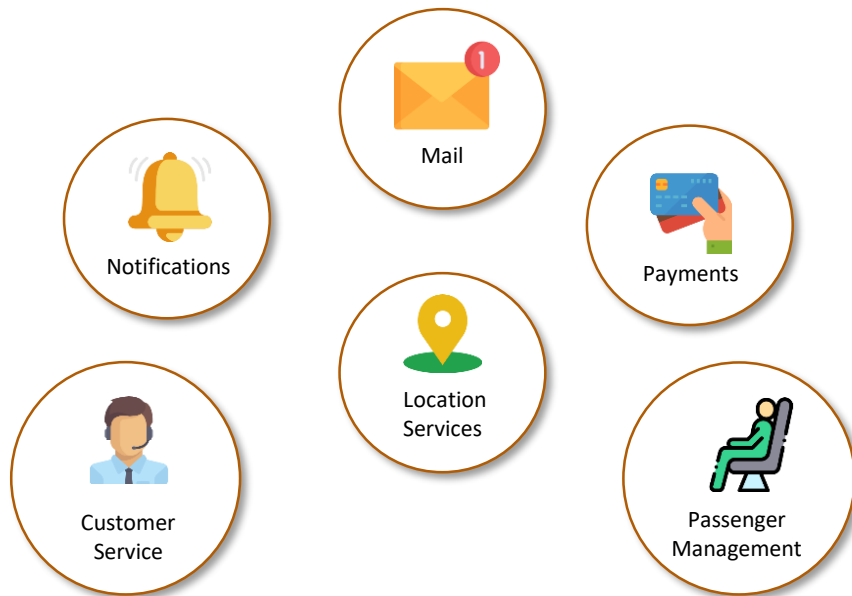 1
Mail
Notifications
Payments
Location
Services
Customer
Service
Passenger
Management